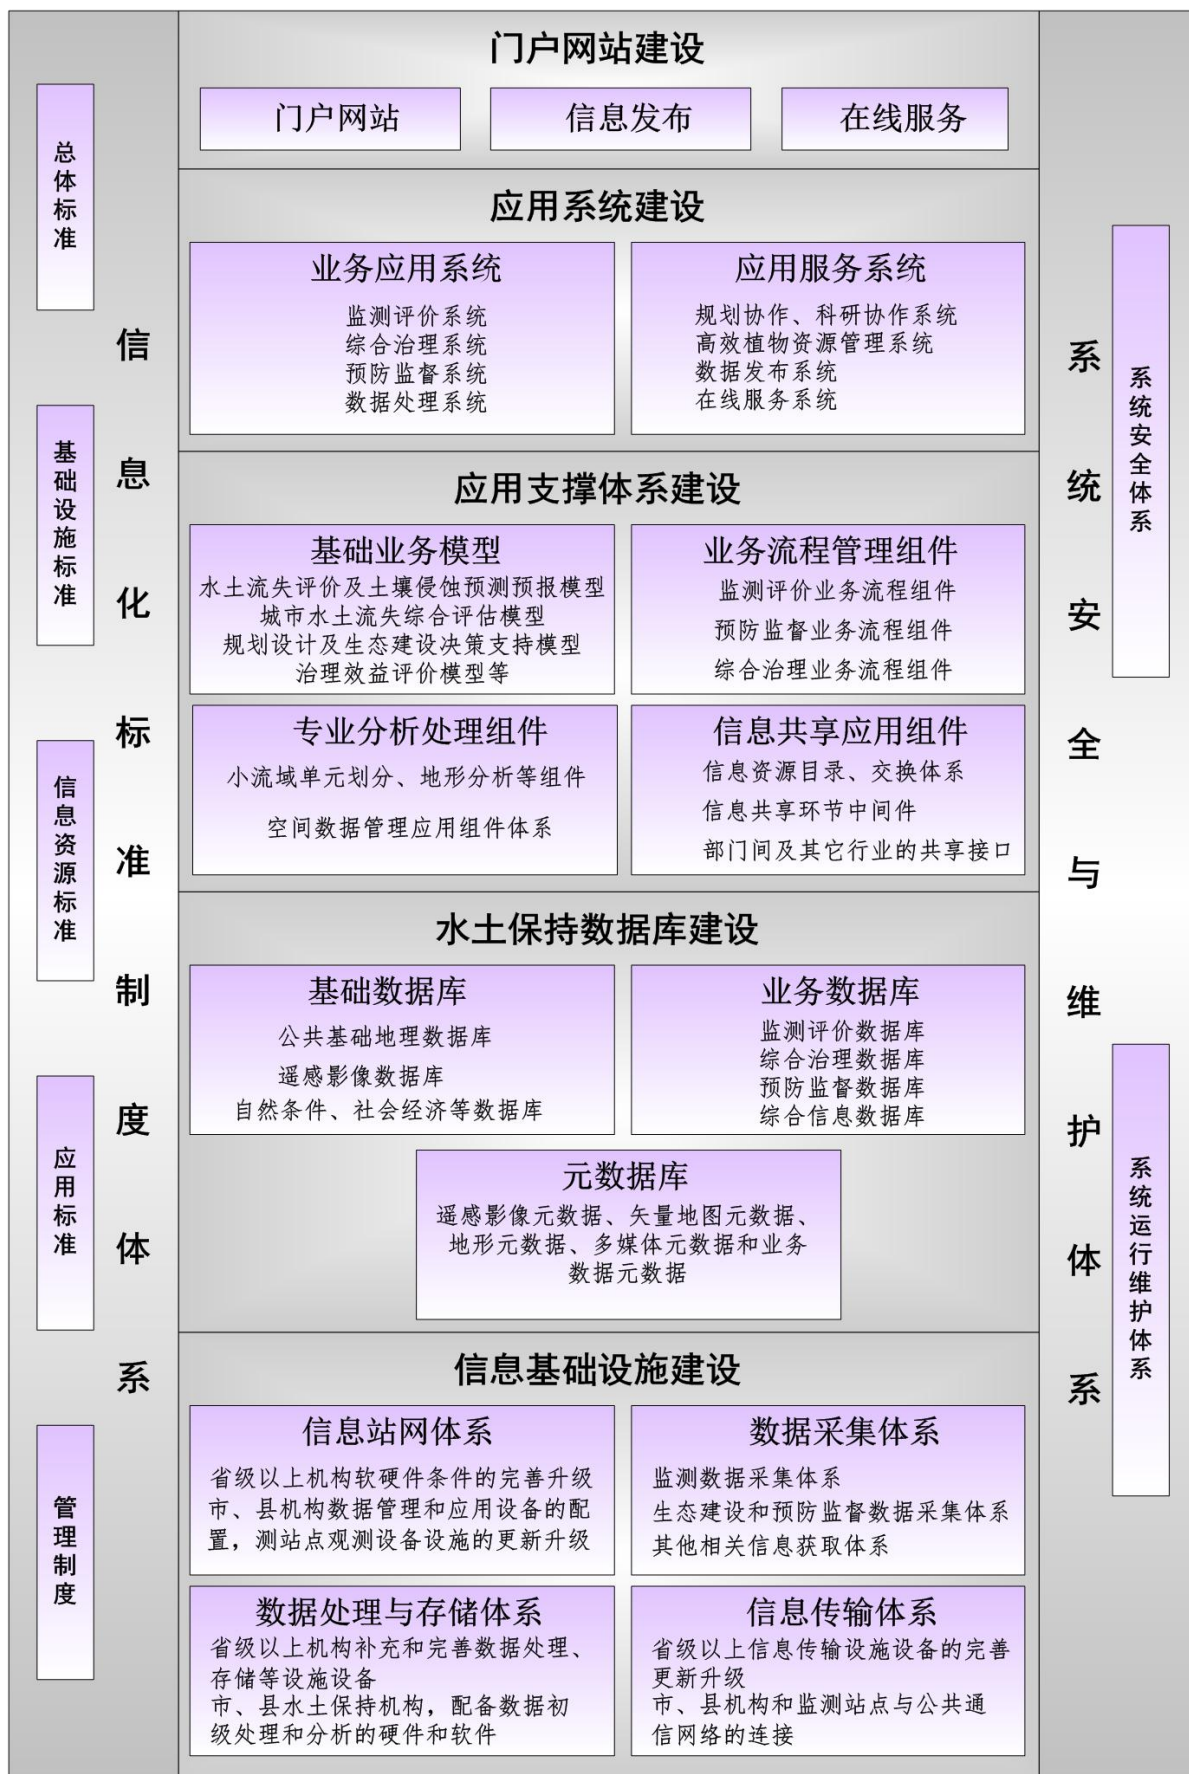 门户网站建设
门户网站
信息发布
在线服务
应用系统建设
业务应用系统
监测评价系统
综合治理系统
预防监督系统
数据处理系统
应用服务系统
规划协作、科研协作系统
高效植物资源管理系统
数据发布系统
在线服务系统
应用支撑体系建设
基础业务模型
水土流失评价及土壤侵蚀预测预报模型
城市水土流失综合评估模型
规划设计及生态建设决策支持模型
治理效益评价模型等
业务流程管理组件
监测评价业务流程组件
预防监督业务流程组件
综合治理业务流程组件
专业分析处理组件
小流域单元划分、地形分析等组件
空间数据管理应用组件体系
信息共享应用组件
信息资源目录、交换体系
信息共享环节中间件
部门间及其它行业的共享接口
水土保持数据库建设
基础数据库
公共基础地理数据库
遥感影像数据库
自然条件、社会经济等数据库
业务数据库
监测评价数据库
综合治理数据库
预防监督数据库
综合信息数据库
元数据库
遥感影像元数据、矢量地图元数据、
地形元数据、多媒体元数据和业务
数据元数据
信息基础设施建设
信息站网体系
省级以上机构软硬件条件的完善升级
市、县机构数据管理和应用设备的配
置，测站点观测设备设施的更新升级
数据采集体系
监测数据采集体系
生态建设和预防监督数据采集体系
其他相关信息获取体系
数据处理与存储体系
省级以上机构补充和完善数据处理、
存储等设施设备
市、县水土保持机构，配备数据初
级处理和分析的硬件和软件
信息传输体系
省级以上信息传输设施设备的完善
更新升级
市、县机构和监测站点与公共通
信网络的连接
信息化标准制度体系
总体标准
基础设施标准
信息资源标准
应用标准
管理制度
系统安全与维护体系
系统安全体系
系统运行维护体系